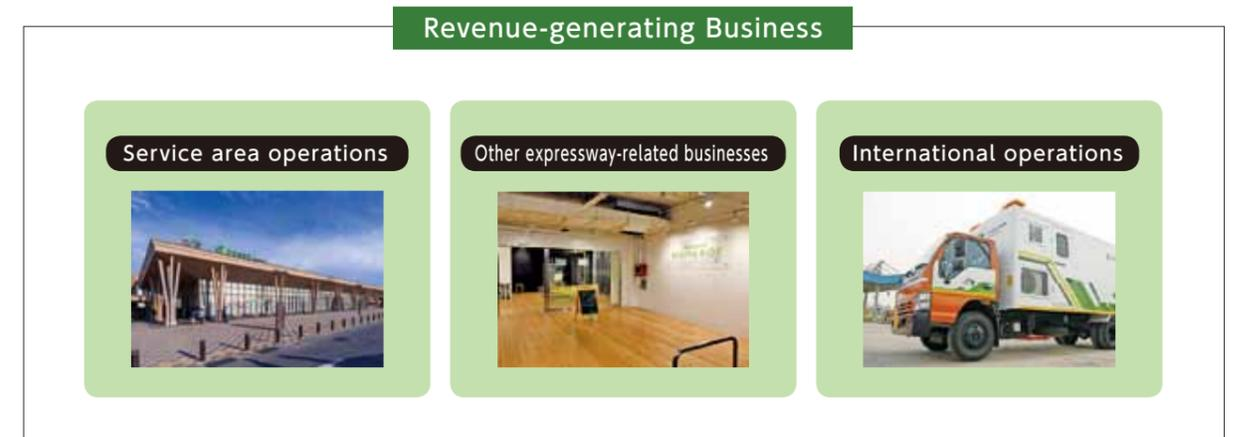 Revenue-generating Business
Service area operations
Other expressway-related businesses
International operations